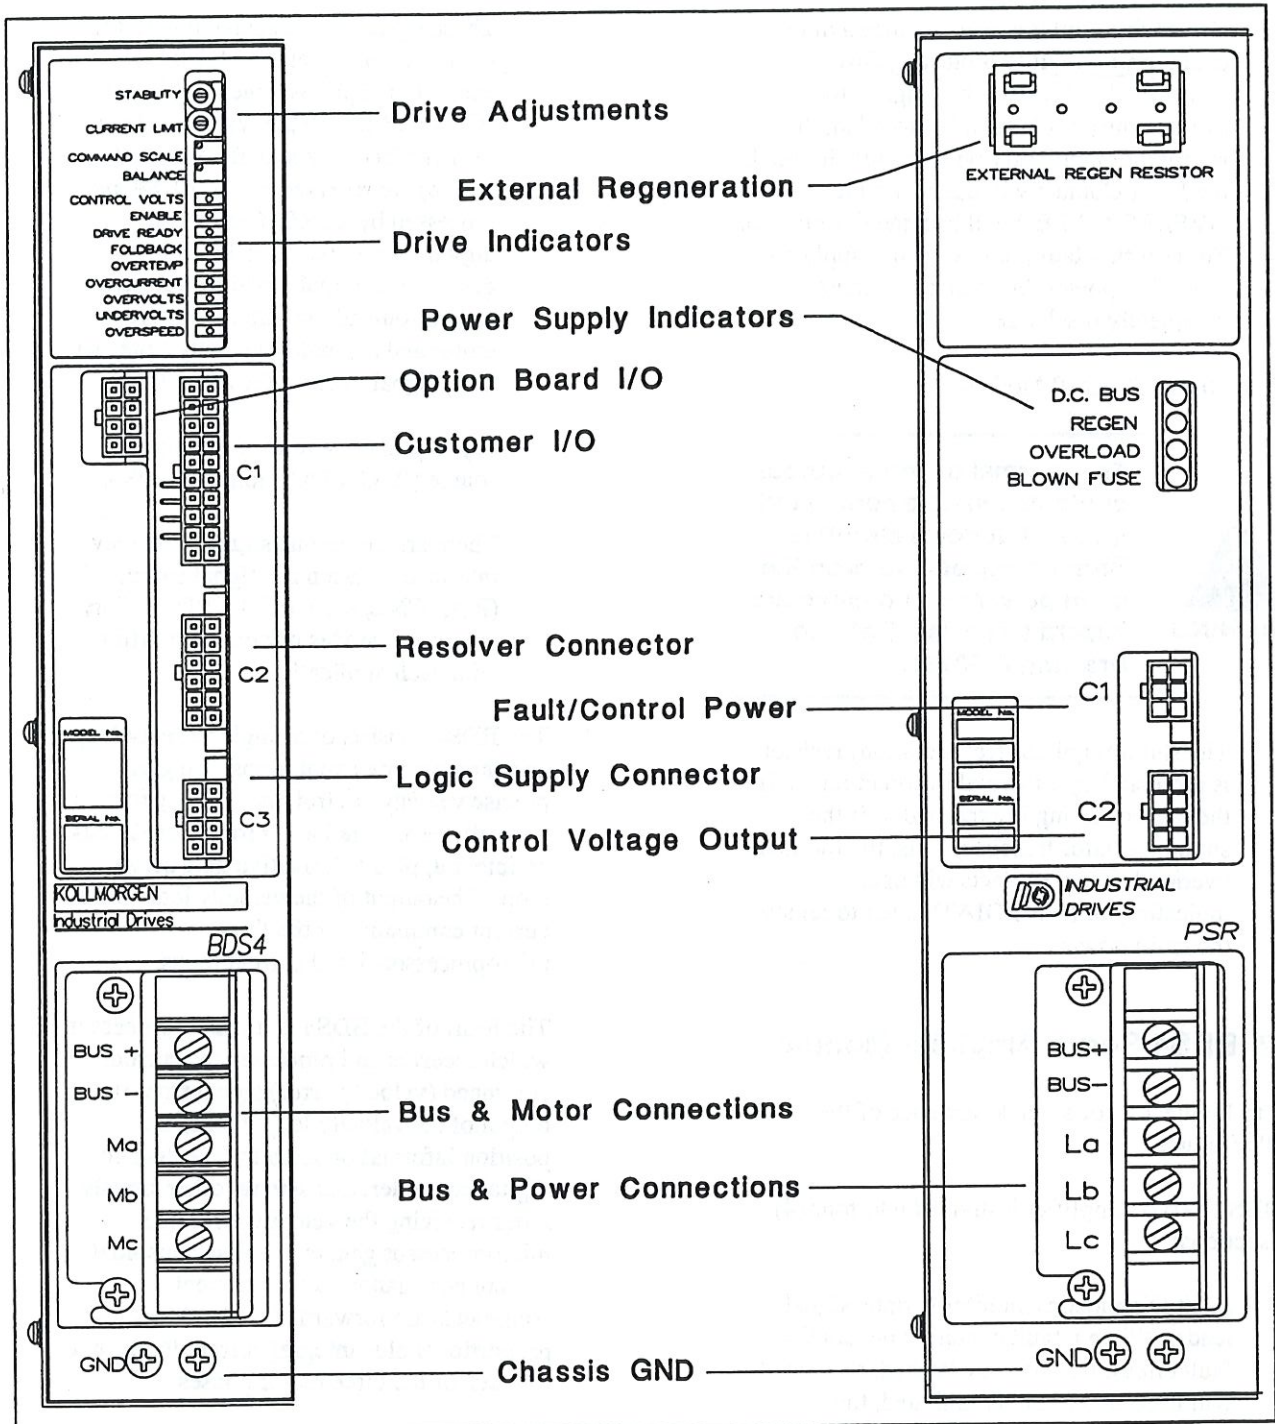 STABILITY
CURRENT LIMIT
COMMAND SCALE
BALANCE
CONTROL VOLTS
ENABLE
DRIVE READY
FOLDBACK
OVERTEMP
OVERCURRENT
OVERVOLTS
UNDERVOLTS
OVERSPEED
C1
C2
C3
MODEL No.
SERIAL No.
KOLLMORGEN
Industrial Drives
BDS4
BUS +
BUS -
Ma
Mb
Mc
GND
Drive Adjustments
External Regeneration
Drive Indicators
Power Supply Indicators
Option Board I/O
Customer I/O
Resolver Connector
Fault/Control Power
Logic Supply Connector
Control Voltage Output
Bus & Motor Connections
Bus & Power Connections
Chassis GND
EXTERNAL REGEN RESISTOR
D.C. BUS
REGEN
OVERLOAD
BLOWN FUSE
C1
MODEL No.
SERIAL No.
C2
INDUSTRIAL
DRIVES
PSR
BUS+
BUS-
La
Lb
Lc
GND